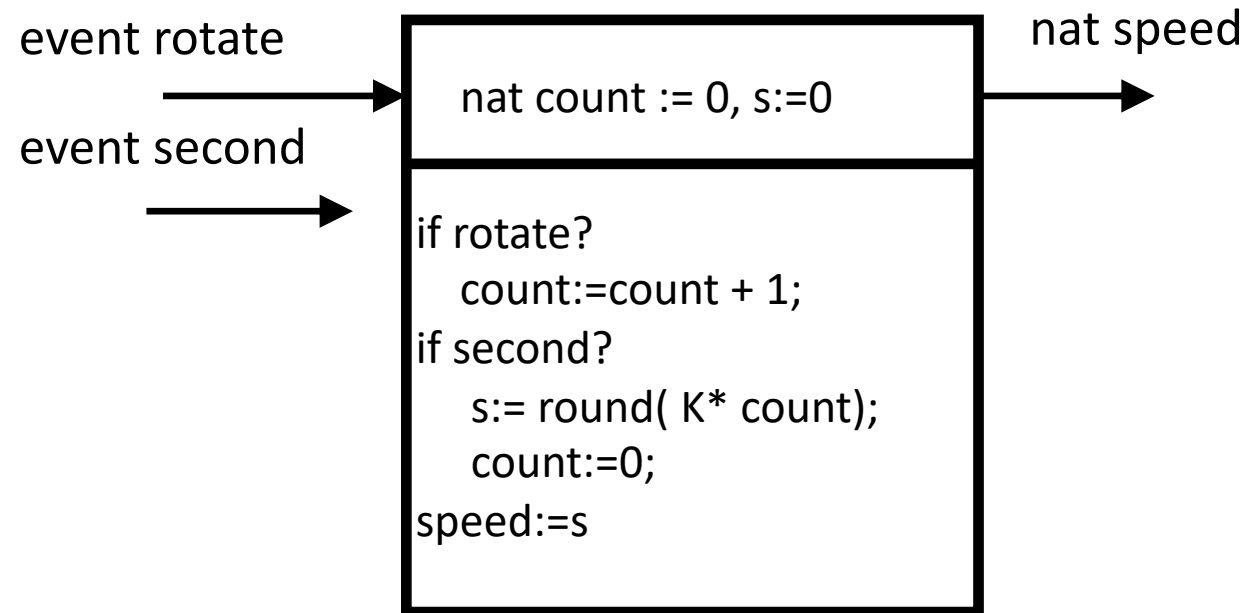 event rotate
nat speed
nat count := 0, s:=0
event second
if rotate?
count:=count + 1;
if second?
s:= round( K* count);
count:=0;
speed:=s